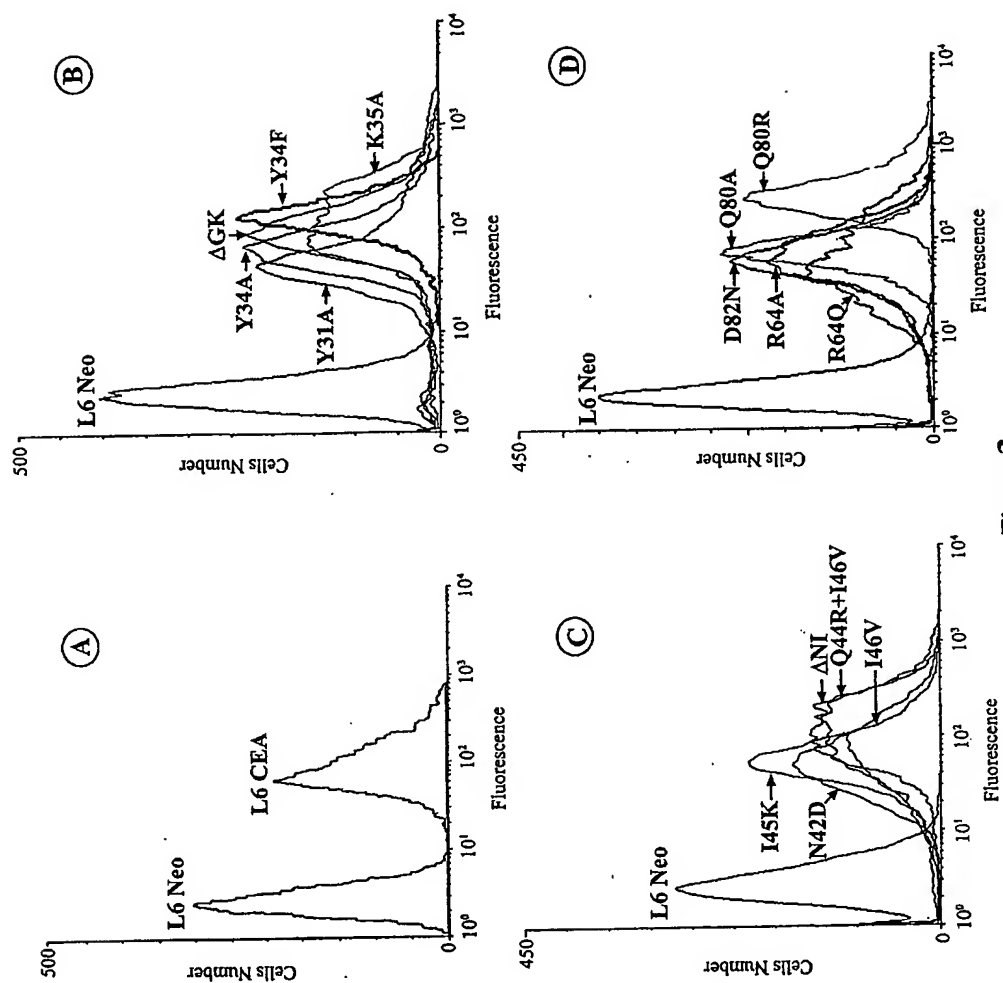 A
500
Cells Number
0
L6 Neo
L6 CEA
10⁰
10¹
10²
10³
10⁴
Fluorescence
B
500
Cells Number
0
L6 Neo
Y34A
ΔGK
Y34F
Y31A
K35A
10⁰
10¹
10²
10³
10⁴
Fluorescence
C
450
Cells Number
0
L6 Neo
I45K
N42D
ΔNI
Q44R+I46V
I46V
10⁰
10¹
10²
10³
10⁴
Fluorescence
D
450
Cells Number
0
L6 Neo
D82N
Q80A
Q80R
R64A
R64Q
10⁰
10¹
10²
10³
10⁴
Fluorescence